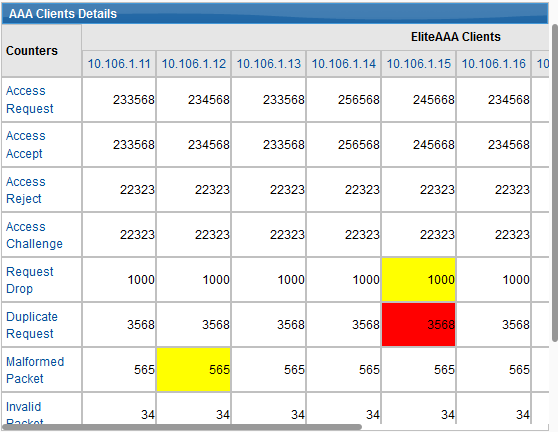 AAA Clients Details
Counters
EliteAAA Clients
10.106.1.11 10.106.1.12 10.106.1.13 10.106.1.14 10.106.1.15 10.106.1.16 10
Access
Request
233568 234568 233568 256568 245668 234568
Access
Accept
233568 234568 233568 256568 245668 234568
Access
Reject
22323 22323 22323 22323 22323 22323
Access
Challenge
22323 22323 22323 22323 22323 22323
Request
Drop
1000 1000 1000 1000 1000 1000
Duplicate
Request
3568 3568 3568 3568 3568 3568
Malformed
Packet
565 565 565 565 565 565
Invalid
Packet
34 34 34 34 34 34